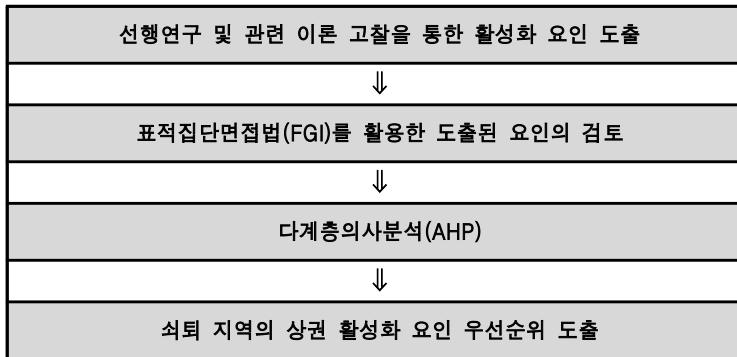 선행연구 및 관련 이론 고찰을 통한 활성화 요인 도출
⇓
표적집단면접법(FGI)를 활용한 도출된 요인의 검토
⇓
다계층의사분석(AHP)
⇓
쇠퇴 지역의 상권 활성화 요인 우선순위 도출